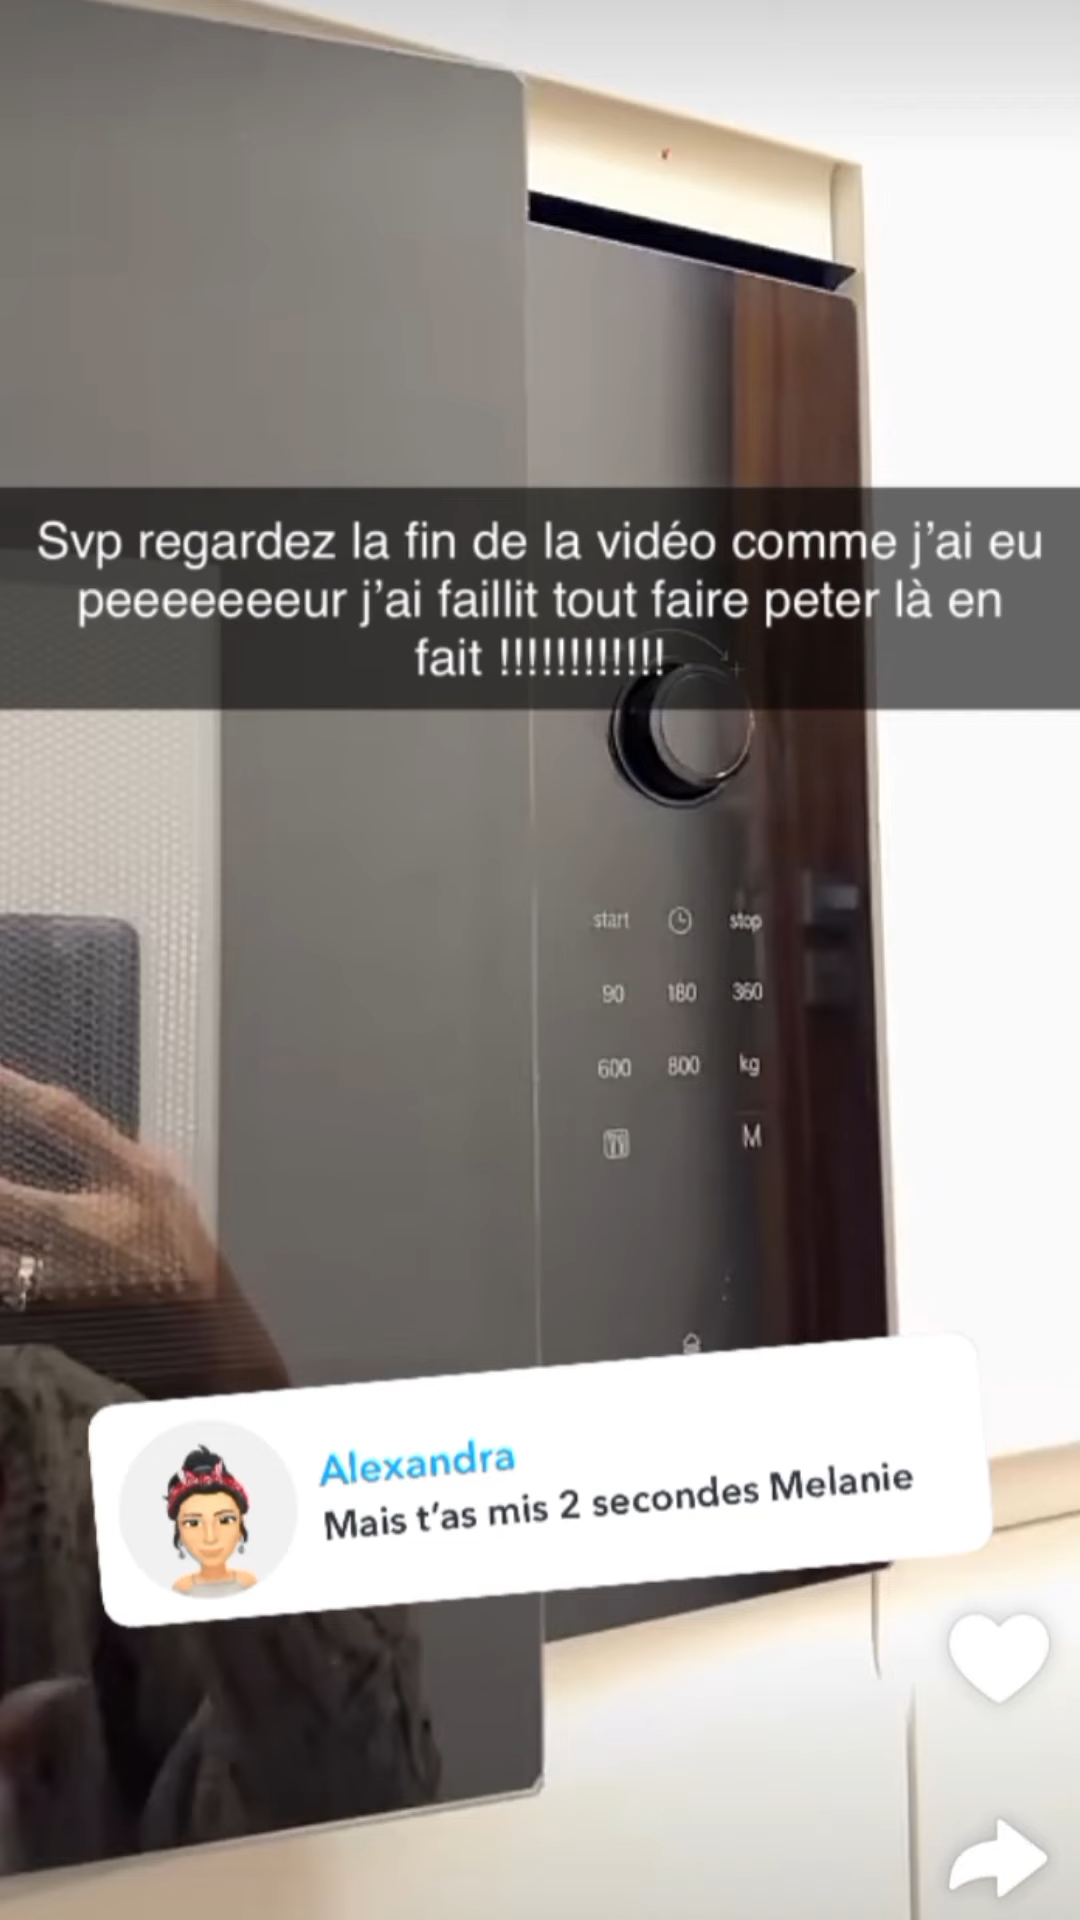 Svp regardez la fin de la vidéo comme j’ai eu
peeeeeeeur j’ai faillit tout faire peter là en
fait !!!!!!!!!!!!
start stop
90 180 360
600 800 kg
M
Alexandra
Mais t’as mis 2 secondes Melanie